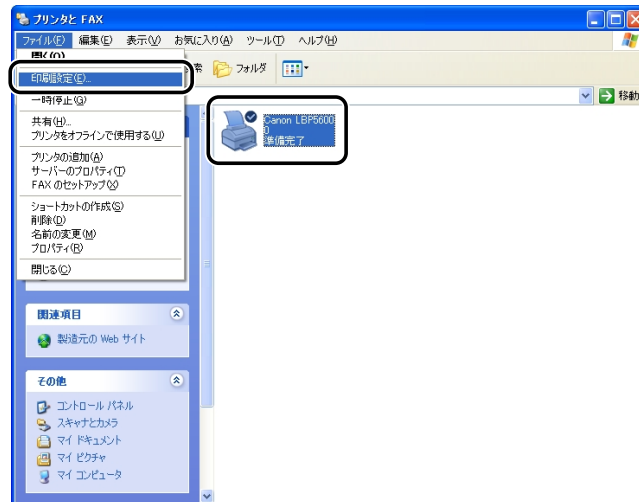 プリンタと FAX
ファイル(F) 編集(E) 表示(V) お気に入り(A) ツール(T) ヘルプ(H)
開く(O)
索 フォルダ
印刷設定(E)...
移動
一時停止(G)
共有(H)...
プリンタをオフラインで使用する(U)
プリンタの追加(A)
サーバーのプロパティ(T)
FAX のセットアップ(X)
ショートカットの作成(S)
削除(D)
名前の変更(M)
プロパティ(R)
閉じる(C)
Canon LBP5600
0
準備完了
関連項目
製造元の Web サイト
その他
コントロール パネル
スキャナとカメラ
マイ ドキュメント
マイ ピクチャ
マイ コンピュータ